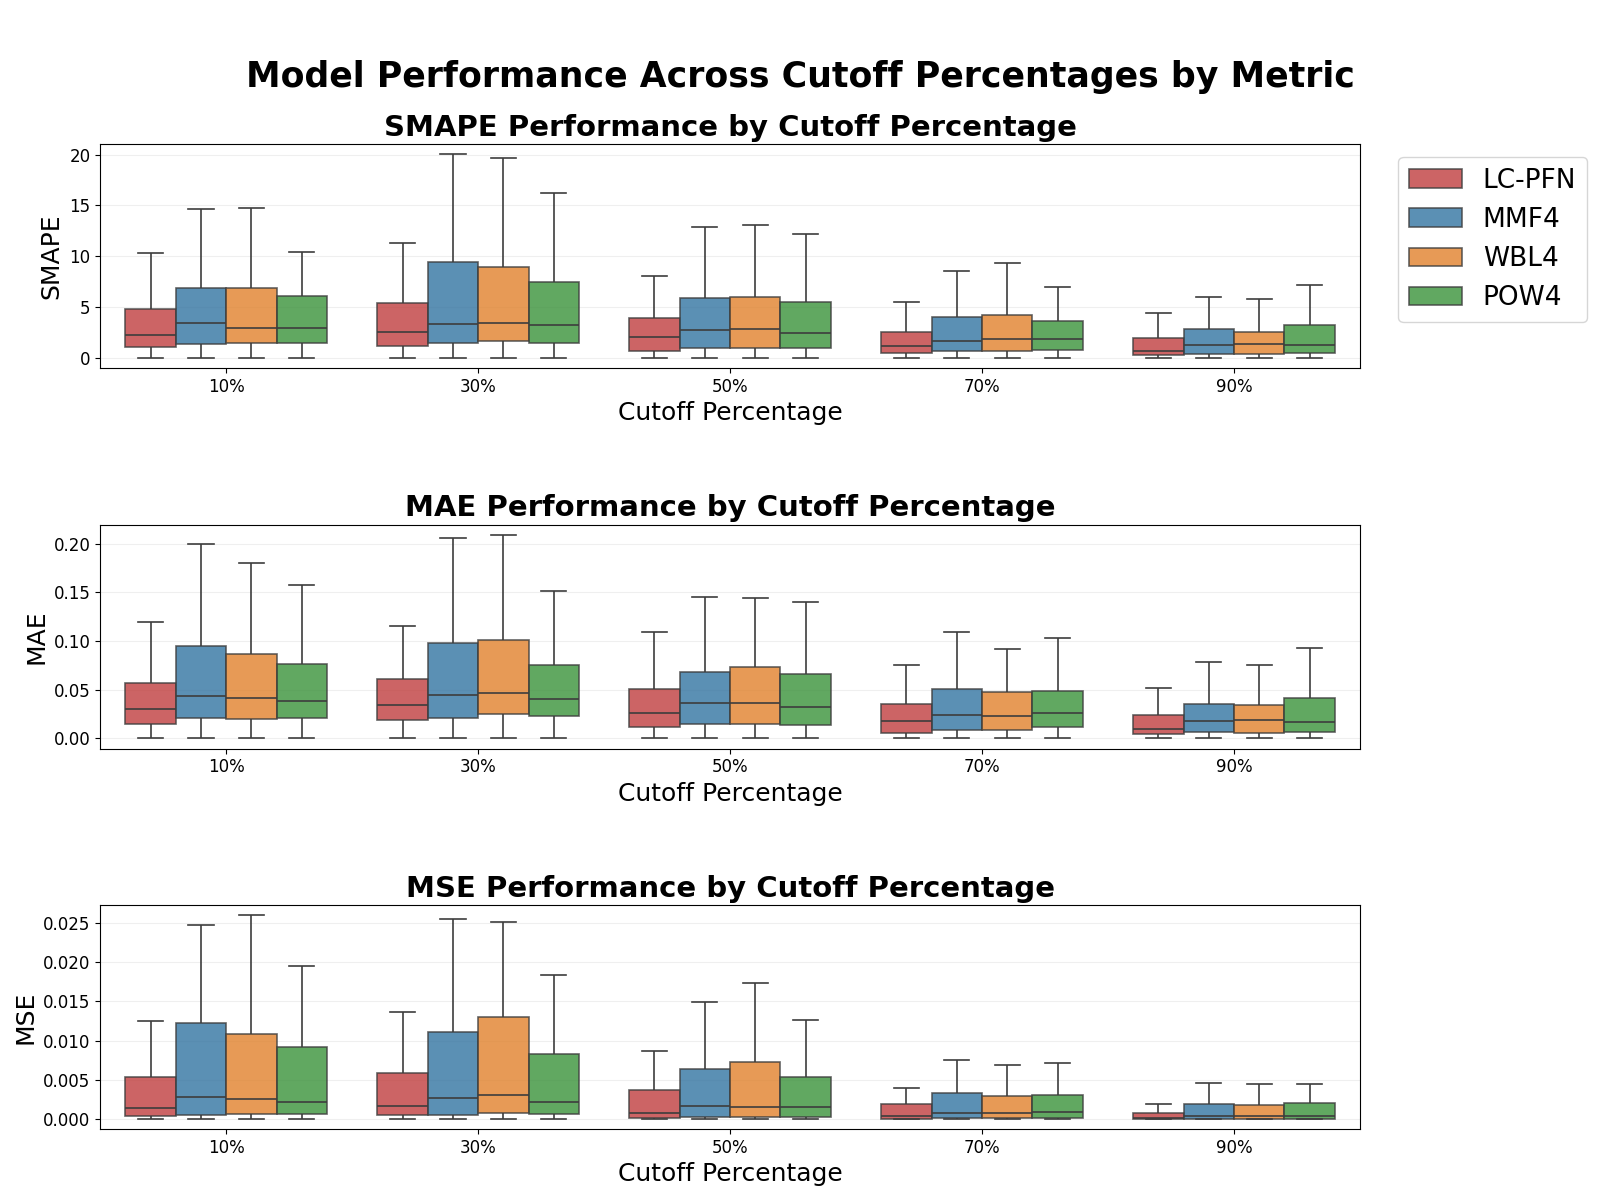 Model Performance Across Cutoff Percentages by Metric
SMAPE Performance by Cutoff Percentage
20
15
10
5
0
SMAPE
10% 30% 50% 70% 90%
Cutoff Percentage
LC-PFN
MMF4
WBL4
POW4
MAE Performance by Cutoff Percentage
0.20
0.15
0.10
0.05
0.00
MAE
10% 30% 50% 70% 90%
Cutoff Percentage
MSE Performance by Cutoff Percentage
0.025
0.020
0.015
0.010
0.005
0.000
MSE
10% 30% 50% 70% 90%
Cutoff Percentage